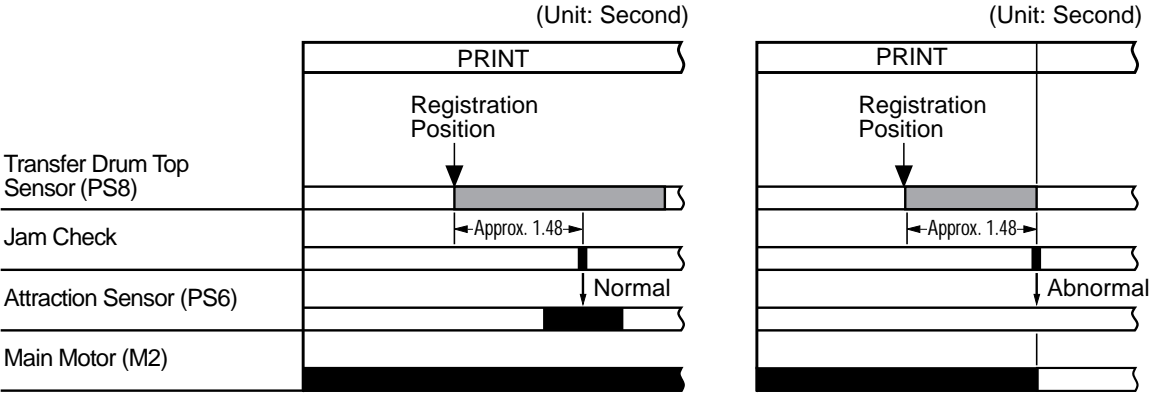 (Unit: Second)
(Unit: Second)
PRINT
PRINT
Registration
Position
Registration
Position
Transfer Drum Top
Sensor (PS8)
Approx. 1.48
Approx. 1.48
Jam Check
Normal
Abnormal
Attraction Sensor (PS6)
Main Motor (M2)